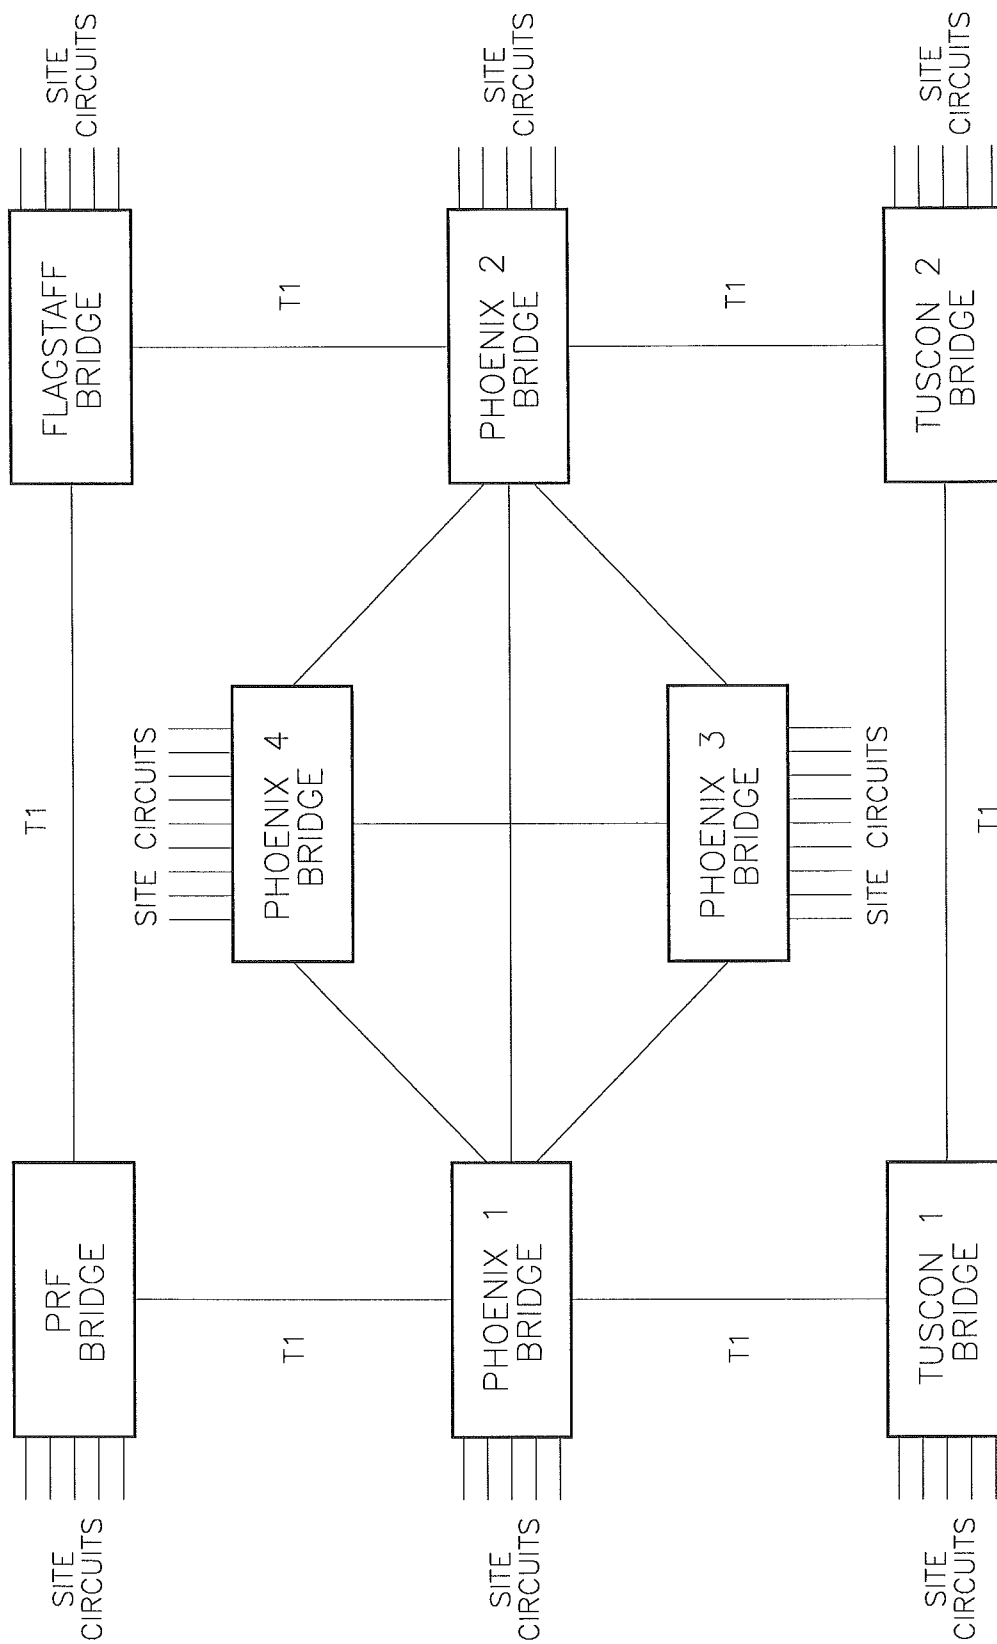 SITE
CIRCUITS
PRF
BRIDGE
T1
FLAGSTAFF
BRIDGE
SITE
CIRCUITS
SITE CIRCUITS
T1
PHOENIX 4
BRIDGE
T1
SITE
CIRCUITS
PHOENIX 1
BRIDGE
PHOENIX 2
BRIDGE
SITE
CIRCUITS
T1
PHOENIX 3
BRIDGE
T1
SITE CIRCUITS
SITE
CIRCUITS
TUSCON 1
BRIDGE
T1
TUSCON 2
BRIDGE
SITE
CIRCUITS